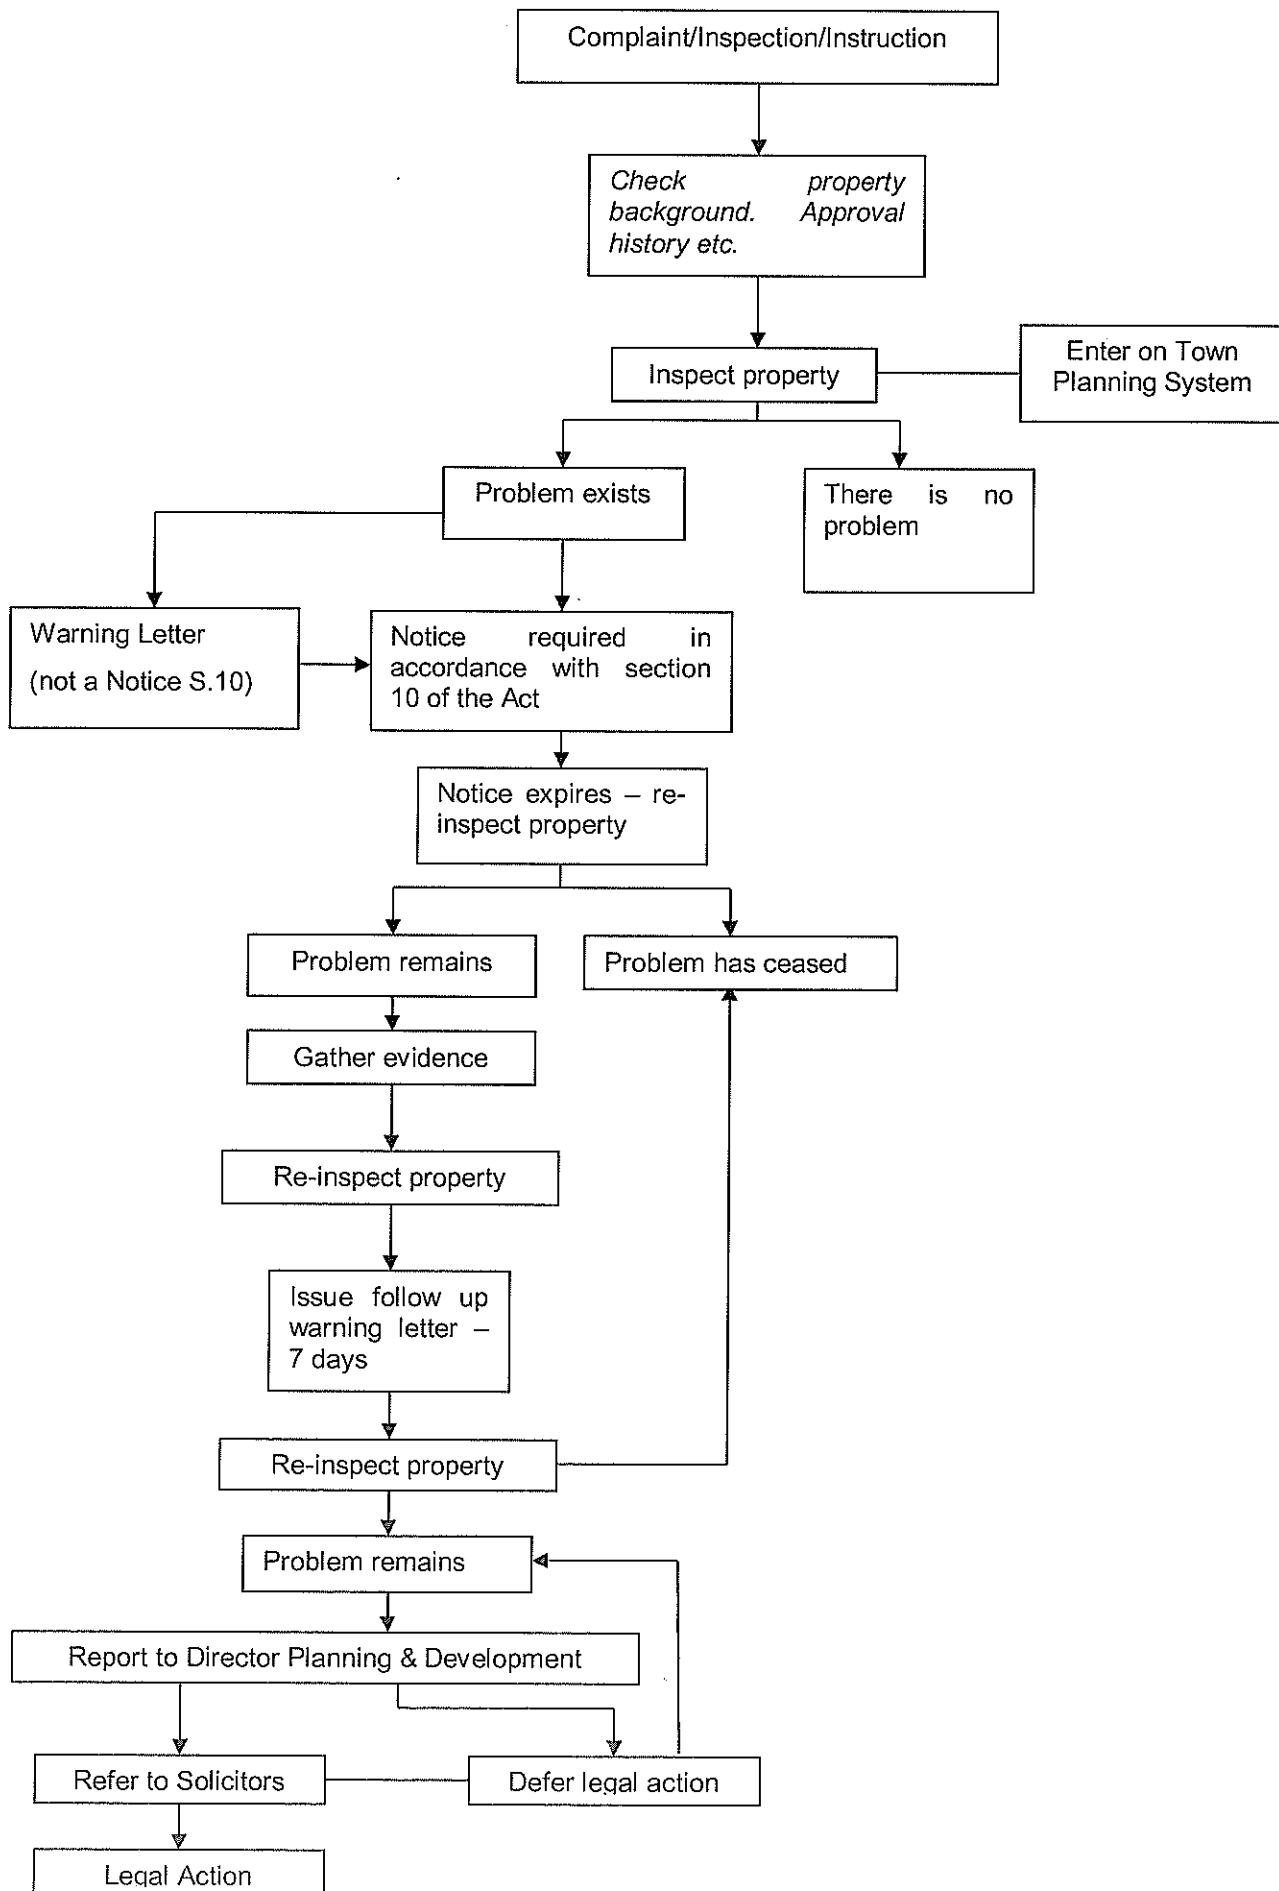 Complaint/Inspection/Instruction
Check property
background. Approval
history etc.
Inspect property
Enter on Town
Planning System
Problem exists
There is no
problem
Warning Letter
(not a Notice S.10)
Notice required in
accordance with section
10 of the Act
Notice expires – re-
inspect property
Problem remains
Problem has ceased
Gather evidence
Re-inspect property
Issue follow up
warning letter –
7 days
Re-inspect property
Problem remains
Report to Director Planning & Development
Refer to Solicitors
Defer legal action
Legal Action